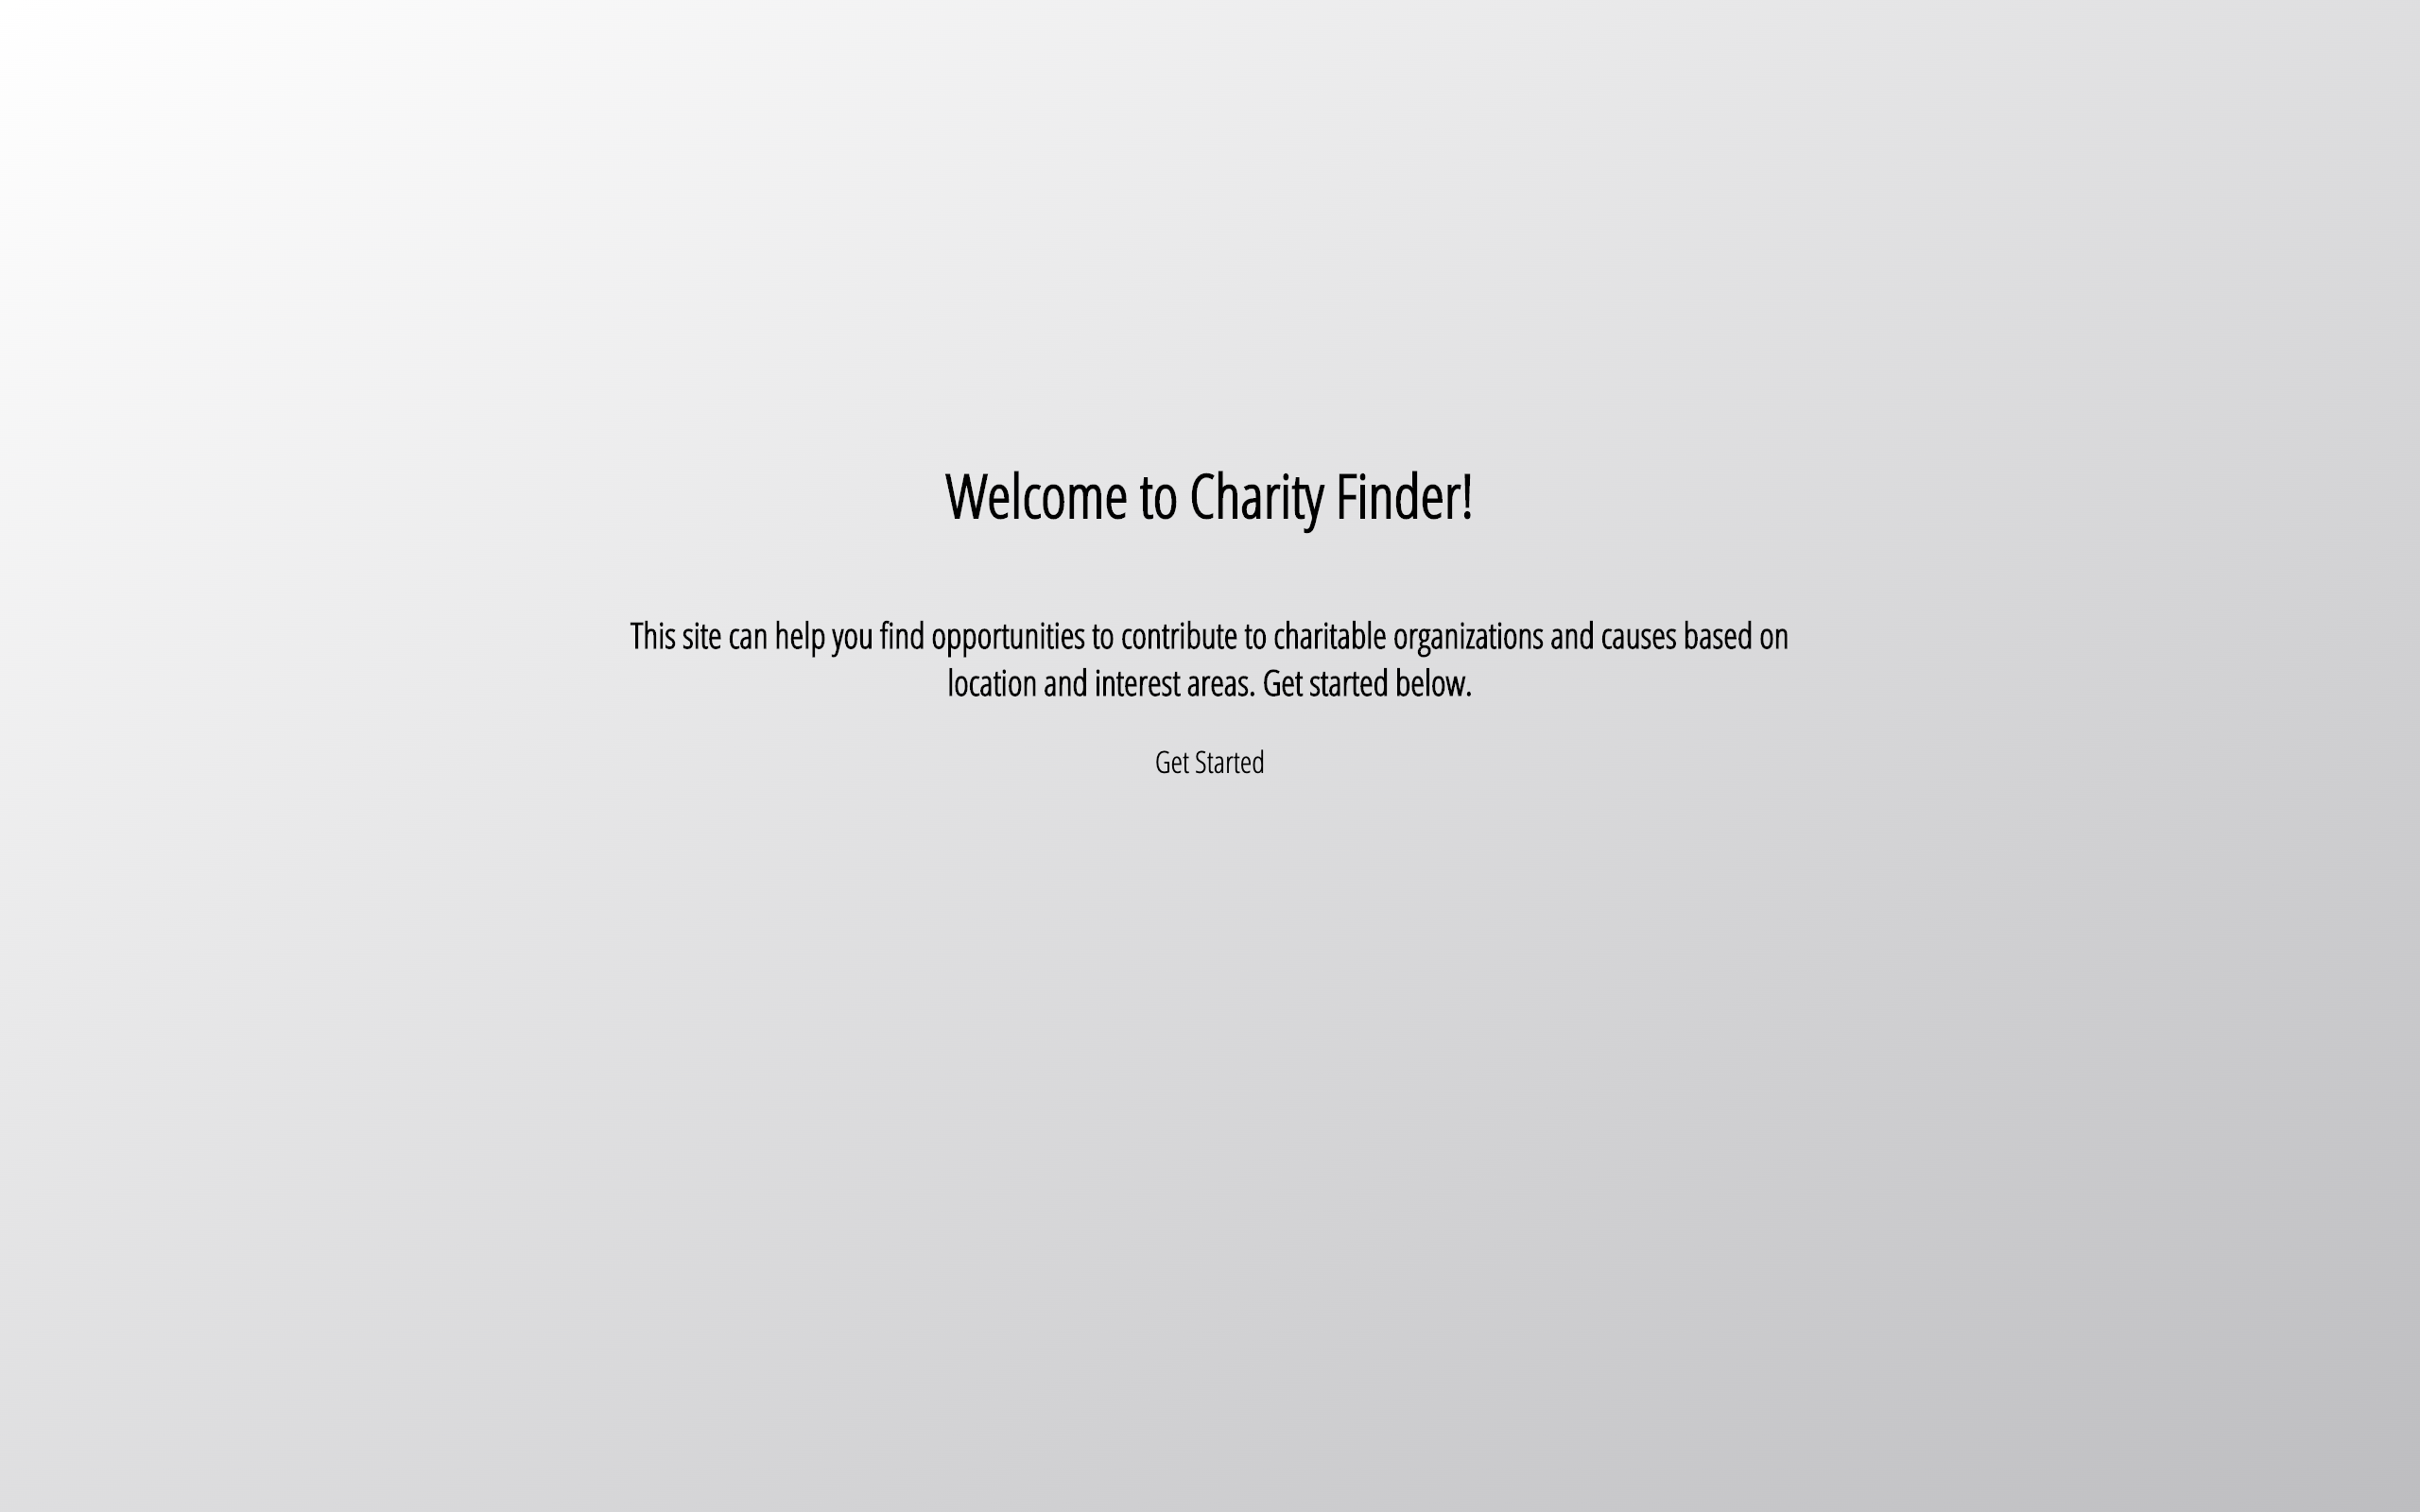 Welcome to Charity Finder!
This site can help you find opportunities to contribute to charitable organizations and causes based on
location and interest areas. Get started below.
Get Started